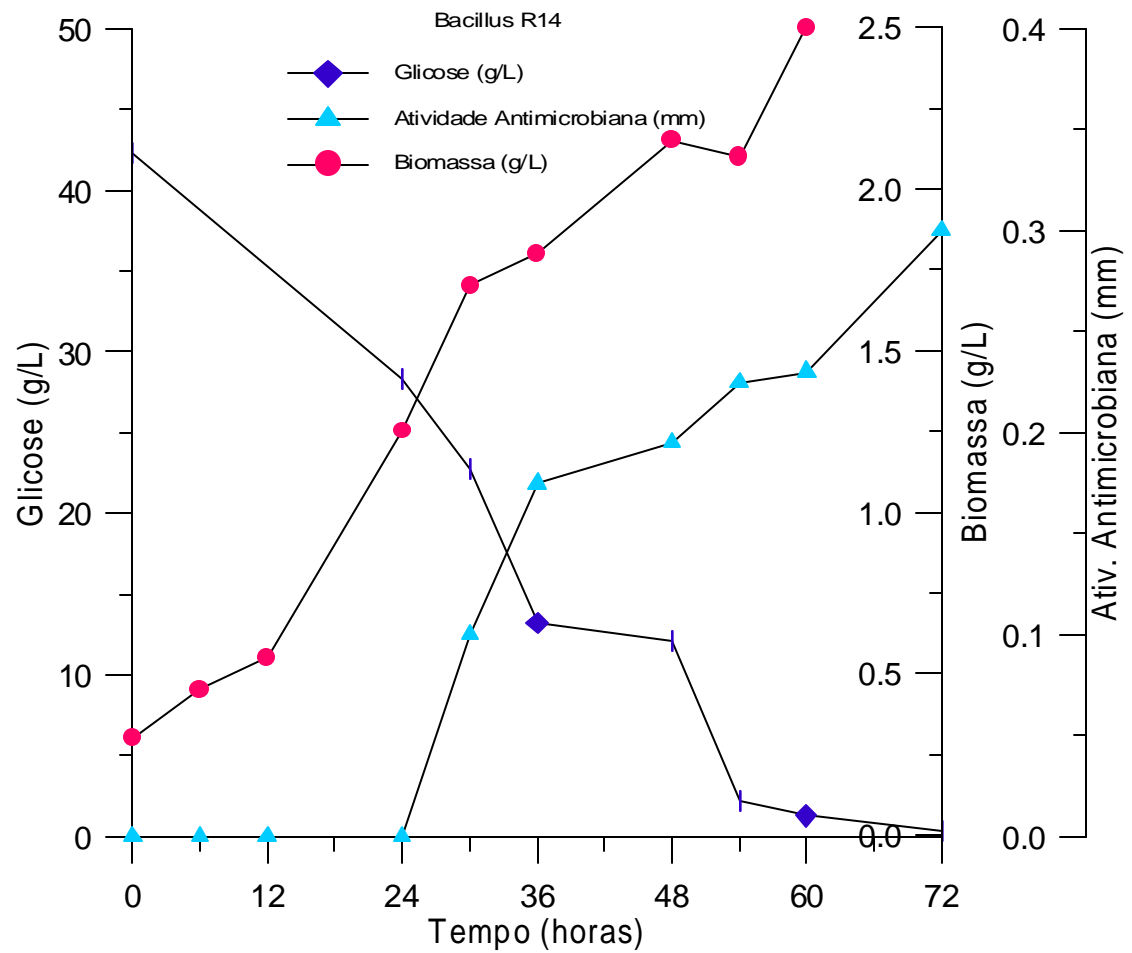 Bacillus R14
Glicose (g/L)
Atividade Antimicrobiana (mm)
Biomassa (g/L)
50
40
30
20
10
0
Glicose (g/L)
2.5
2.0
1.5
1.0
0.5
0.0
Biomassa (g/L)
0.4
0.3
0.2
0.1
0.0
Ativ. Antimicrobiana (mm)
0 12 24 36 48 60 72
Tempo (horas)